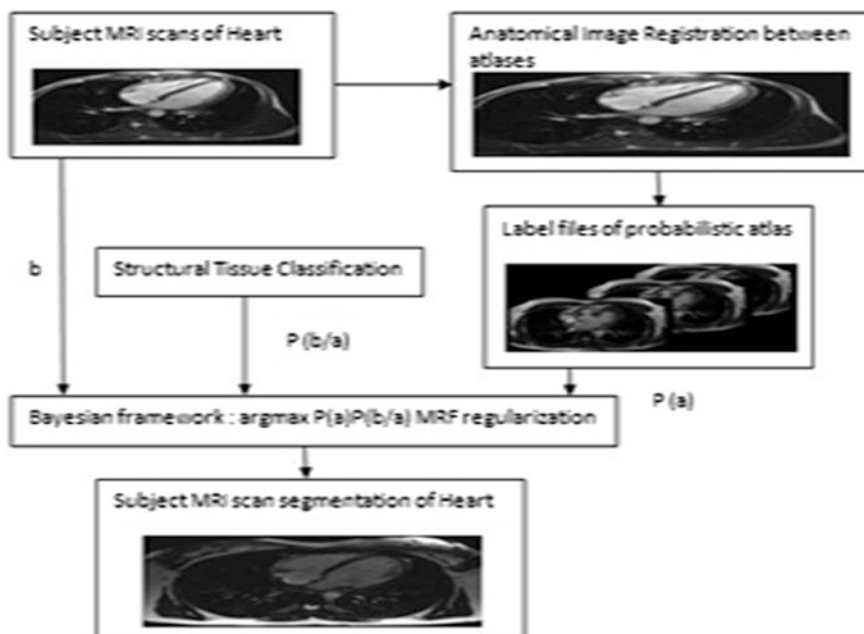 Subject MRI scans of Heart
Anatomical Image Registration between
atlases
Label files of probabilistic atlas
b
Structural Tissue Classification
P (b/a)
P (a)
Bayesian framework : argmax P(a)P(b/a) MRF regularization
Subject MRI scan segmentation of Heart